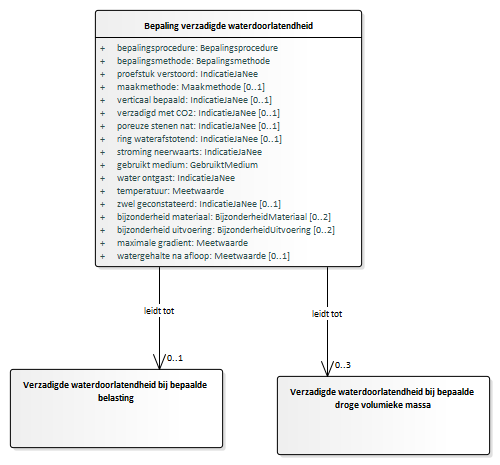 Bepaling verzadigde waterdoorlatendheid
+ bepalingsprocedure: Bepalingsprocedure
+ bepalingsmethode: Bepalingsmethode
+ proefstuk verstoord: IndicatieJaNee
+ maakmethode: Maakmethode [0..1]
+ verticaal bepaald: IndicatieJaNee [0..1]
+ verzadigd met CO2: IndicatieJaNee [0..1]
+ poreuze stenen nat: IndicatieJaNee [0..1]
+ ring waterafstotend: IndicatieJaNee [0..1]
+ stroming neerwaarts: IndicatieJaNee
+ gebruikt medium: GebruiktMedium
+ water ontgast: IndicatieJaNee
+ temperatuur: Meetwaarde
+ zwel geconstateerd: IndicatieJaNee [0..1]
+ bijzonderheid materiaal: BijzonderheidMateriaal [0..2]
+ bijzonderheid uitvoering: BijzonderheidUitvoering [0..2]
+ maximale gradient: Meetwaarde
+ watergehalte na afloop: Meetwaarde [0..1]
leidt tot
leidt tot
0..1
0..3
Verzadigde waterdoorlatendheid bij bepaalde
belasting
Verzadigde waterdoorlatendheid bij bepaalde
droge volumieke massa